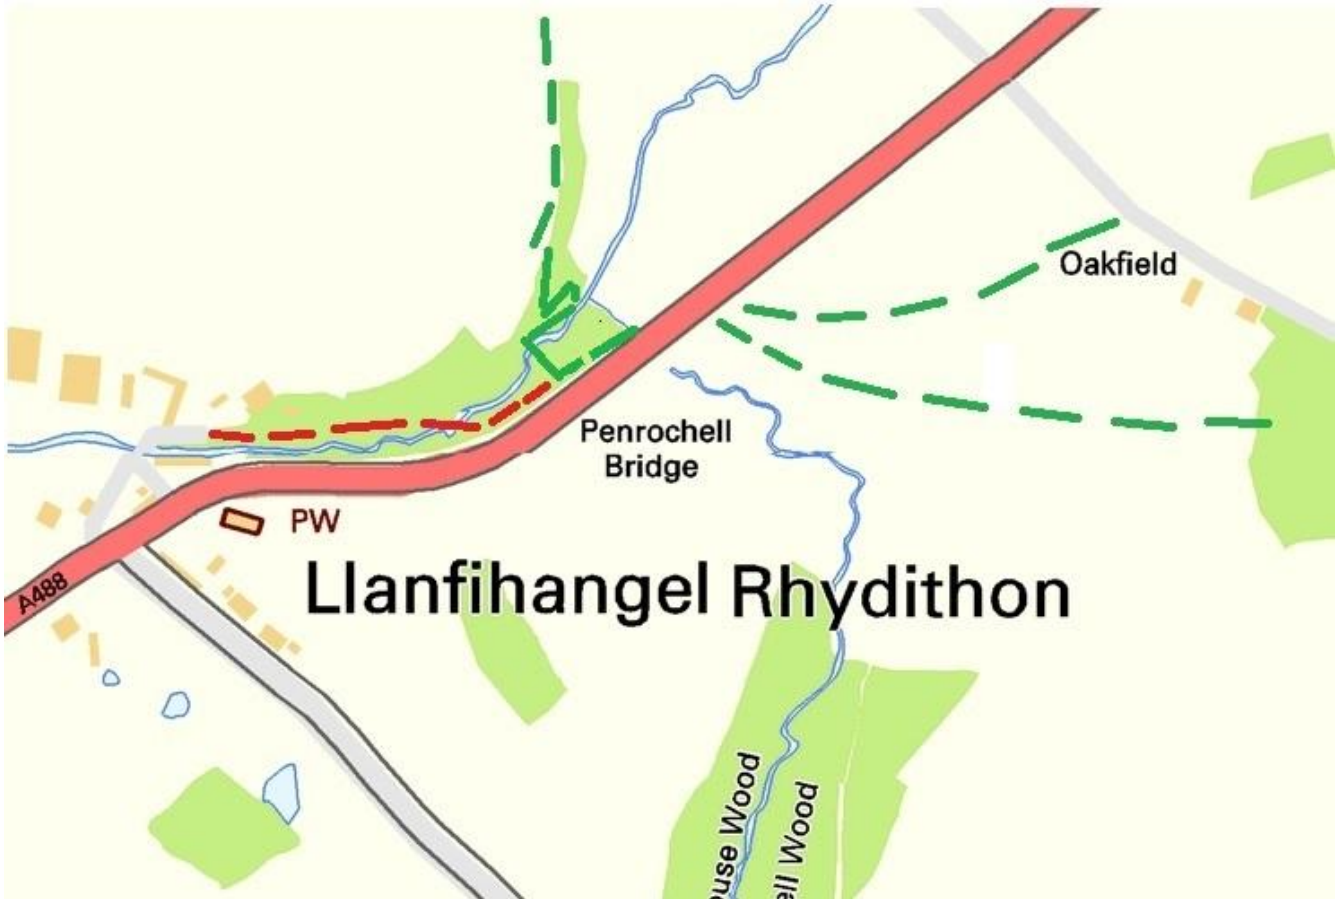 Oakfield
Penrochell
Bridge
PW
A488
Llanfihangel Rhydithon
ouse Wood
ell Wood